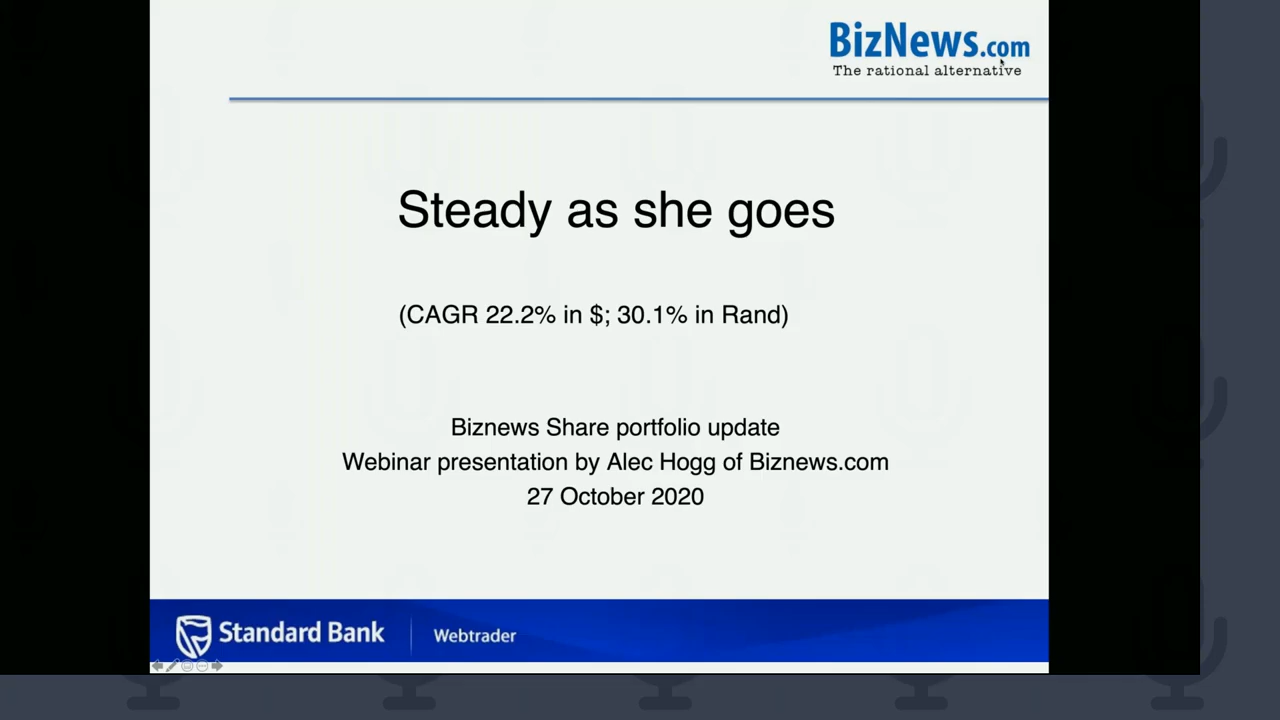 BizNews.com
The rational alternative
Steady as she goes
(CAGR 22.2% in $; 30.1% in Rand)
Biznews Share portfolio update
Webinar presentation by Alec Hogg of Biznews.com
27 October 2020
Standard Bank
Webtrader